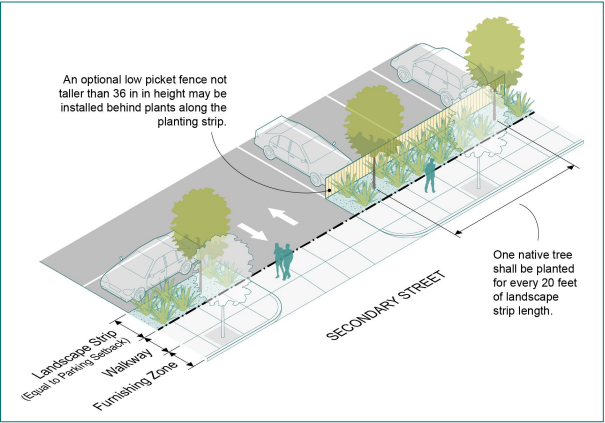 An optional low picket fence not
taller than 36 in in height may be
installed behind plants along the
planting strip.
One native tree
shall be planted
for every 20 feet
of landscape
strip length.
SECONDARY STREET
Landscape Strip
(Equal to Parking Setback)
Walkway
Furnishing Zone